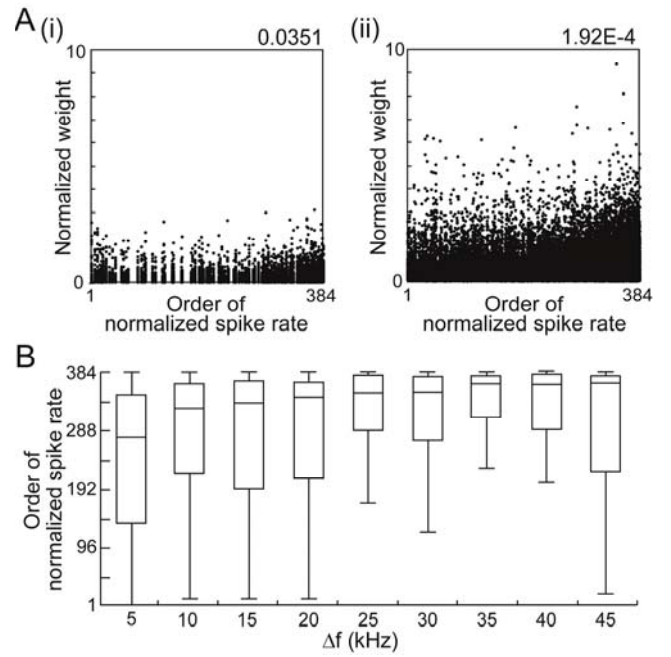 A
(i)
0.0351
10
Normalized weight
0
1
384
Order of
normalized spike rate
(ii)
1.92E-4
10
Normalized weight
0
1
384
Order of
normalized spike rate
B
384
288
192
96
1
Order of
normalized spike rate
5 10 15 20 25 30 35 40 45
Δf (kHz)